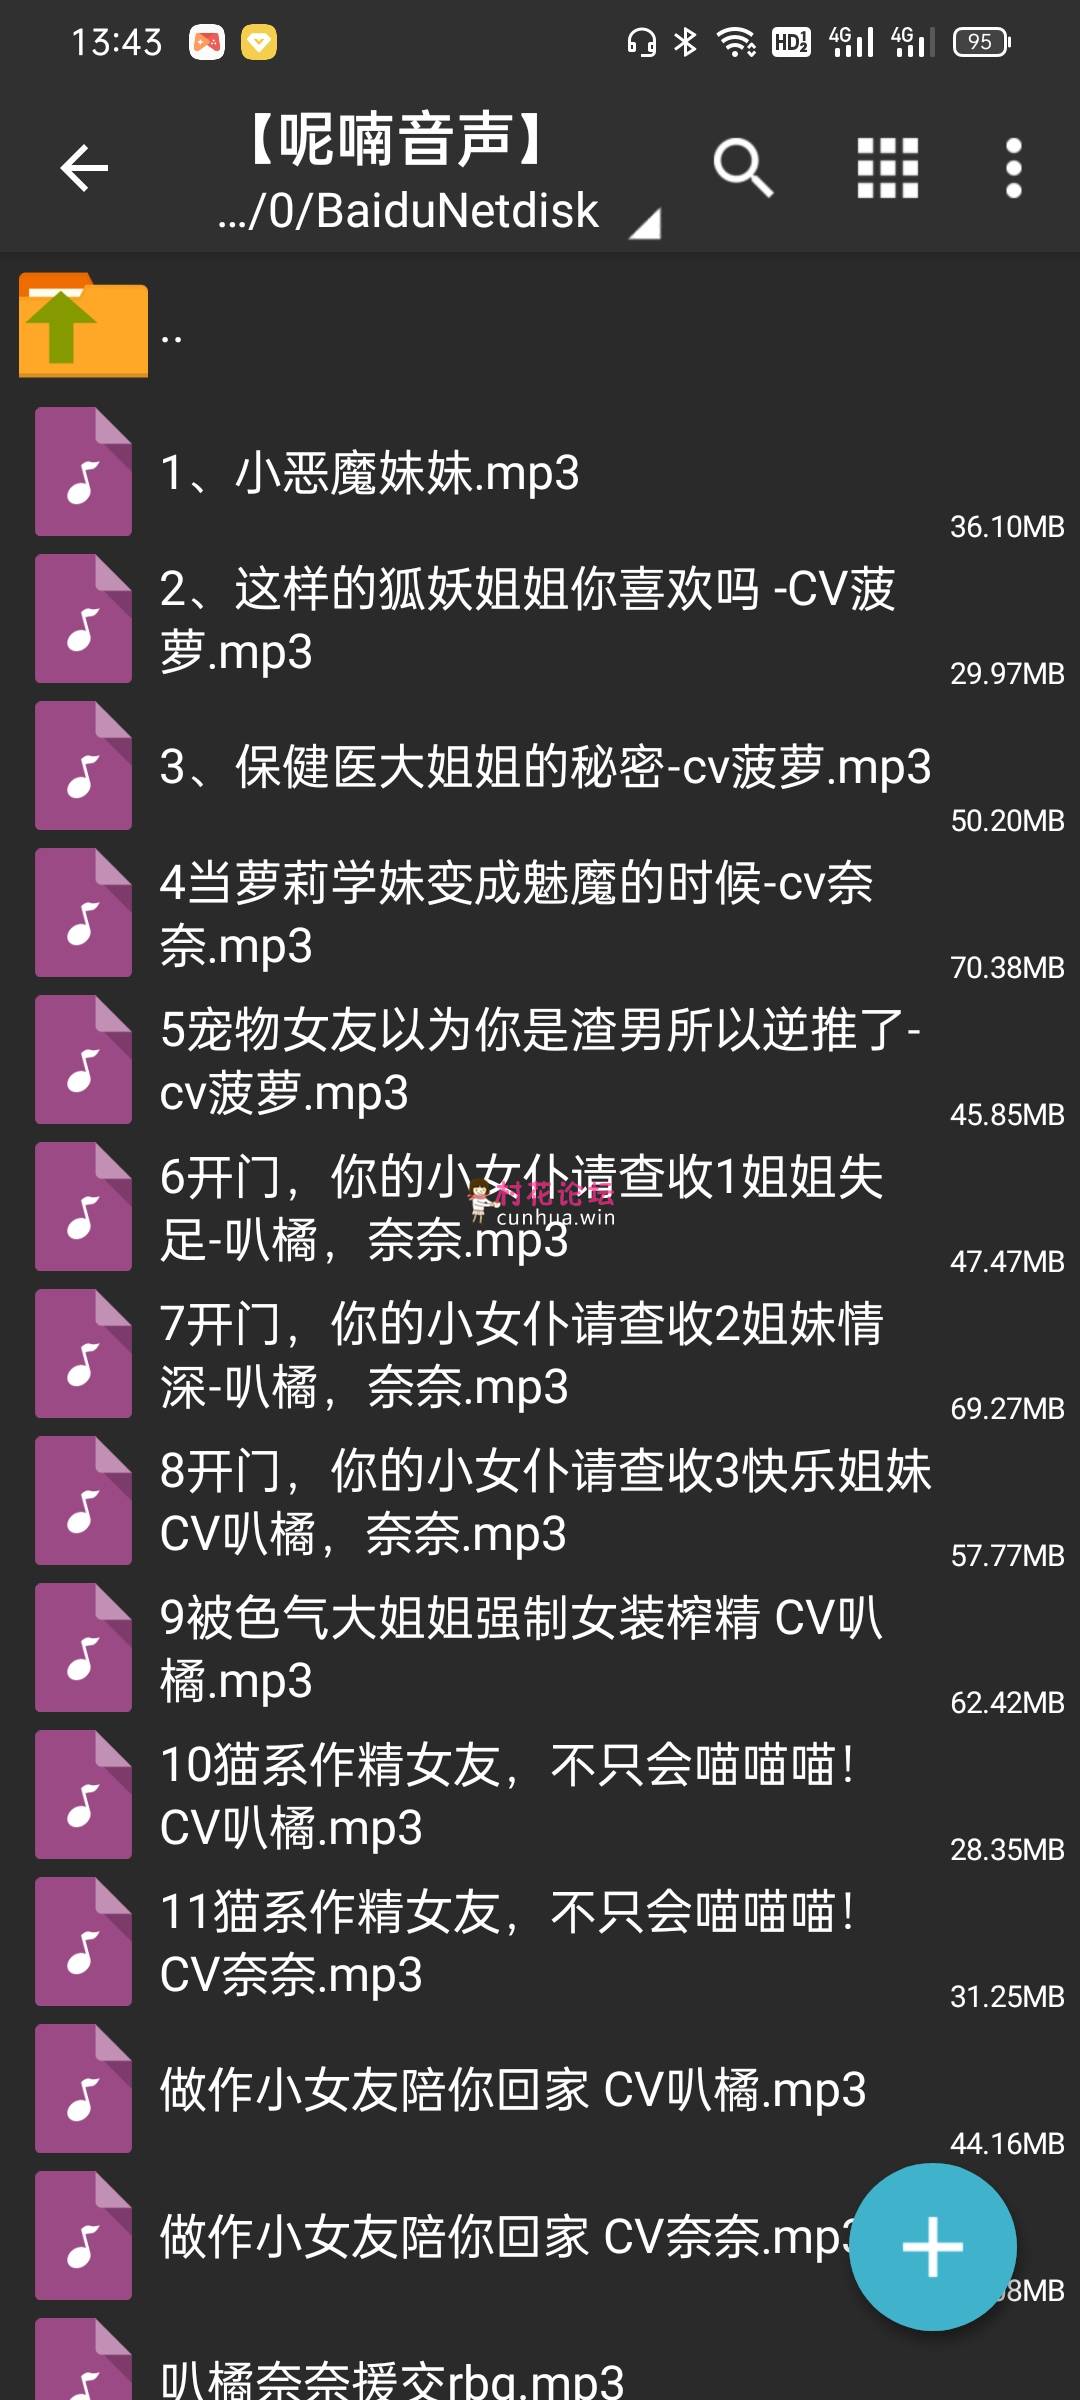 13:43
HD 1 2 4G 4G 95
【呢喃音声】
.../0/BaiduNetdisk
..
1、小恶魔妹妹.mp3
36.10MB
2、这样的狐妖姐姐你喜欢吗 -CV菠
萝.mp3
29.97MB
3、保健医大姐姐的秘密-cv菠萝.mp3
50.20MB
4当萝莉学妹变成魅魔的时候-cv奈
奈.mp3
70.38MB
5宠物女友以为你是渣男所以逆推了-
cv菠萝.mp3
45.85MB
6开门，你的小女仆请查收1姐姐失
足-叭橘，奈奈.mp3
村花论坛
cunhua.win
47.47MB
7开门，你的小女仆请查收2姐妹情
深-叭橘，奈奈.mp3
69.27MB
8开门，你的小女仆请查收3快乐姐妹
CV叭橘，奈奈.mp3
57.77MB
9被色气大姐姐强制女装榨精 CV叭
橘.mp3
62.42MB
10猫系作精女友，不只会喵喵喵！
CV叭橘.mp3
28.35MB
11猫系作精女友，不只会喵喵喵！
CV奈奈.mp3
31.25MB
做作小女友陪你回家 CV叭橘.mp3
44.16MB
做作小女友陪你回家 CV奈奈.mp3
8MB
叭橘奈奈援交rbq.mp3